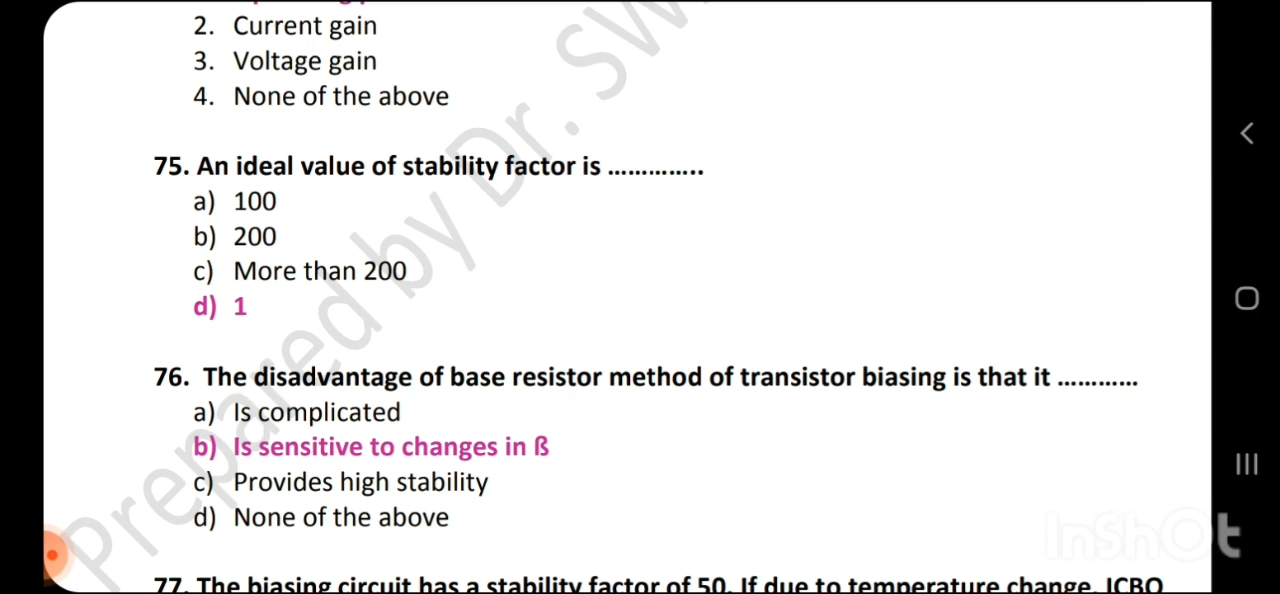 2. Current gain
3. Voltage gain
4. None of the above
75. An ideal value of stability factor is ..............
a) 100
b) 200
c) More than 200
d) 1
76. The disadvantage of base resistor method of transistor biasing is that it ............
a) Is complicated
b) Is sensitive to changes in ß
c) Provides high stability
d) None of the above
77. The biasing circuit has a stability factor of 50. If due to temperature change, ICBO
Prepared by Dr. SW
InShOt